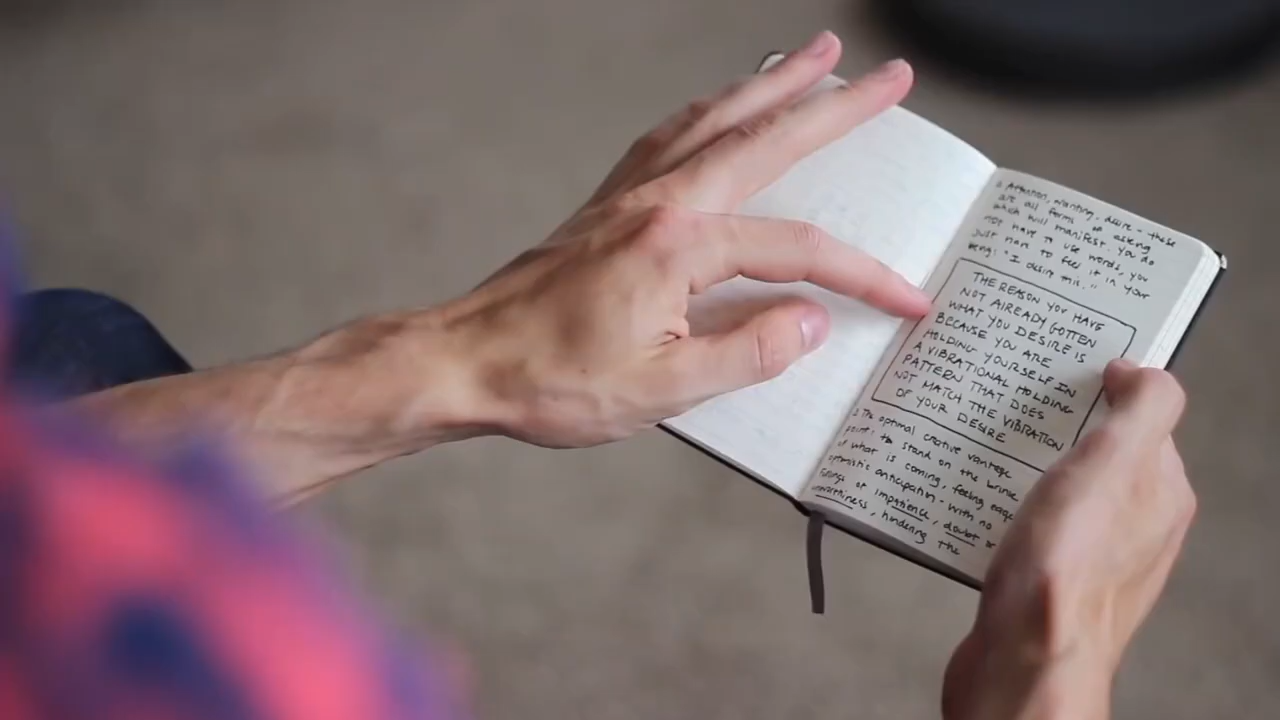 Attention, wanting, desire - these
are all forms of asking
which will manifest. You do
not have to use words, you
just have to feel it in your
being: "I desire this."
THE REASON YOU HAVE
NOT ALREADY GOTTEN
WHAT YOU DESIRE IS
BECAUSE YOU ARE
HOLDING YOURSELF IN
A VIBRATIONAL HOLDING
PATTERN THAT DOES
NOT MATCH THE VIBRATION
OF YOUR DESIRE
The optimal creative vantage
point: to stand on the brink
of what is coming, feeling eager
optimistic anticipation - with no
feelings of impatience, doubt or
unworthiness, hindering the